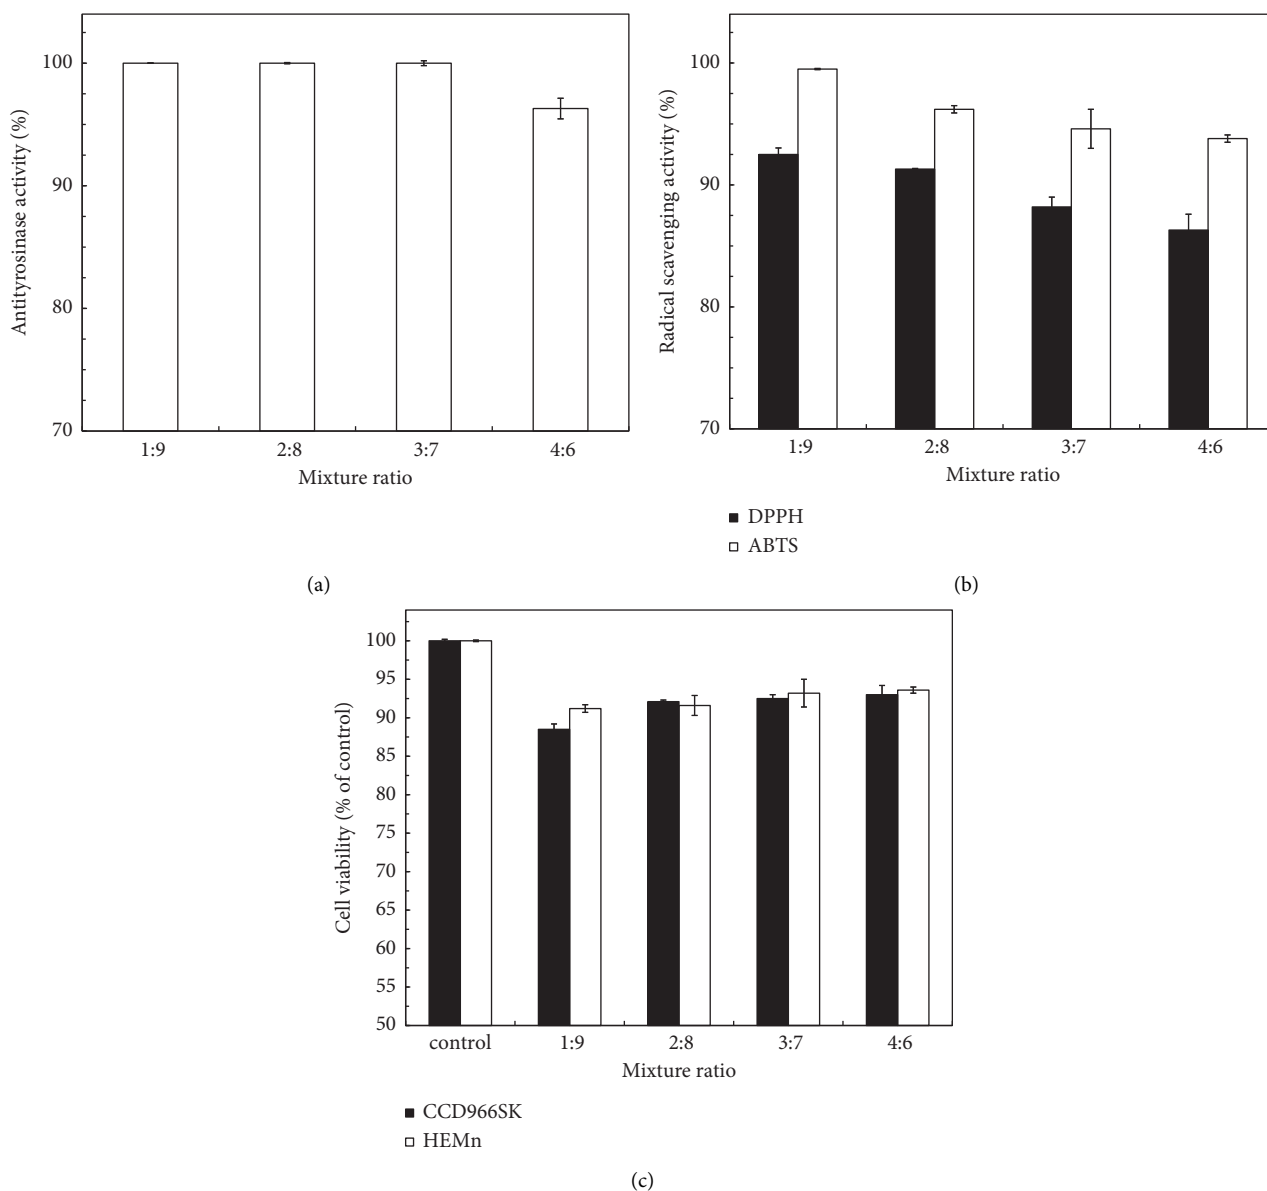 Antityrosinase activity (%)
100
90
80
70
1:9 2:8 3:7 4:6
Mixture ratio
(a)
Radical scavenging activity (%)
100
90
80
70
1:9 2:8 3:7 4:6
Mixture ratio
DPPH
ABTS
(b)
Cell viability (% of control)
100
95
90
85
80
75
70
65
60
55
50
control 1:9 2:8 3:7 4:6
Mixture ratio
CCD966SK
HEMn
(c)